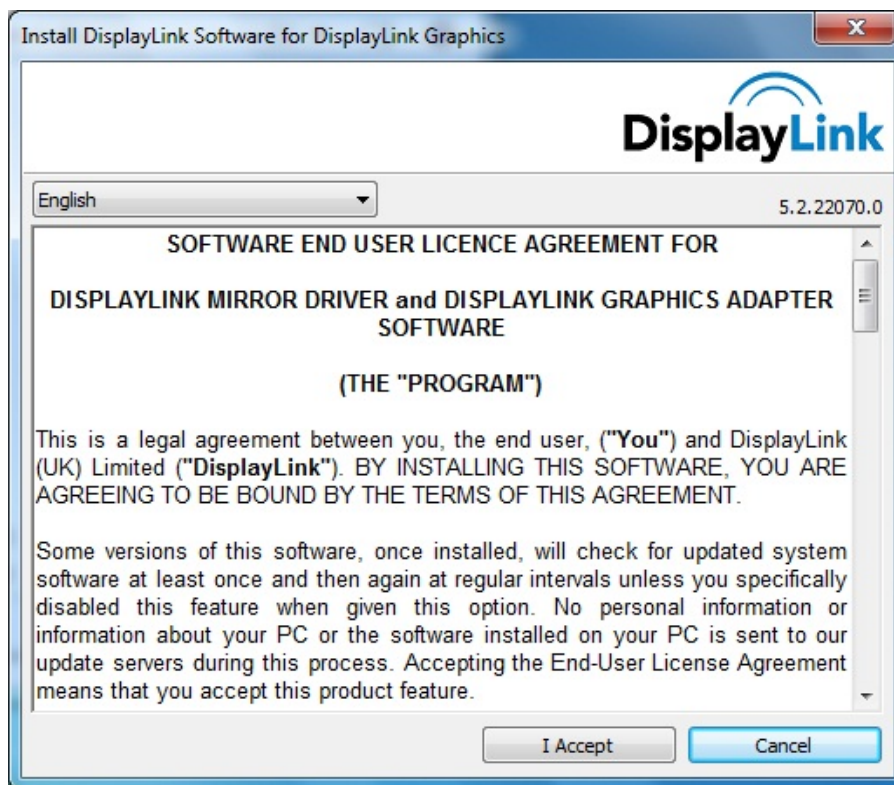 Install DisplayLink Software for DisplayLink Graphics
DisplayLink
English
5.2.22070.0
SOFTWARE END USER LICENCE AGREEMENT FOR
DISPLAYLINK MIRROR DRIVER and DISPLAYLINK GRAPHICS ADAPTER
SOFTWARE
(THE "PROGRAM")
This is a legal agreement between you, the end user, ("You") and DisplayLink
(UK) Limited ("DisplayLink"). BY INSTALLING THIS SOFTWARE, YOU ARE
AGREEING TO BE BOUND BY THE TERMS OF THIS AGREEMENT.
Some versions of this software, once installed, will check for updated system
software at least once and then again at regular intervals unless you specifically
disabled this feature when given this option. No personal information or
information about your PC or the software installed on your PC is sent to our
update servers during this process. Accepting the End-User License Agreement
means that you accept this product feature.
I Accept
Cancel